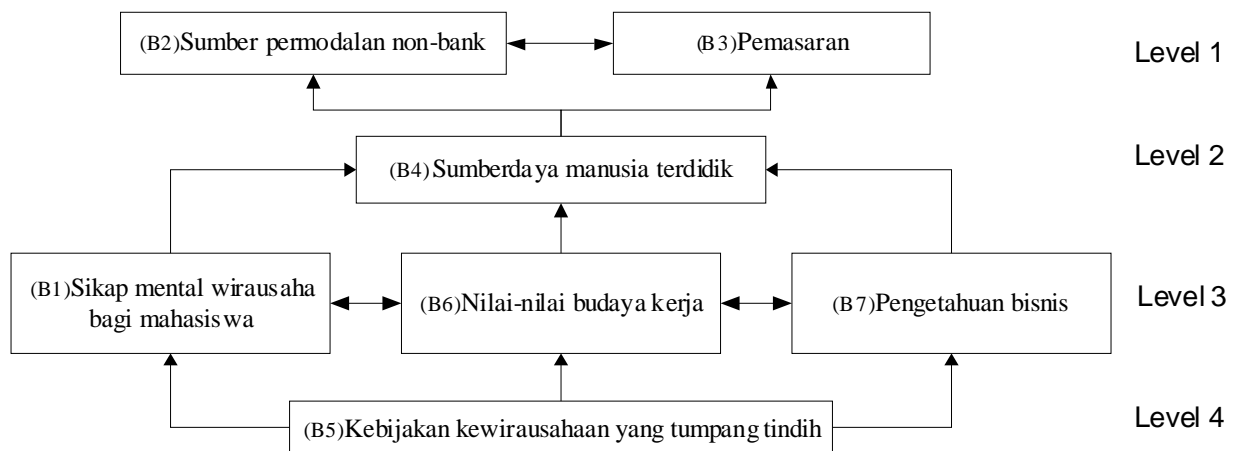 (B2)Sumber permodalan non-bank
(B3)Pemasaran
Level 1
(B4)Sumberdaya manusia terdidik
Level 2
(B1)Sikap mental wirausaha
bagi mahasiswa
(B6)Nilai-nilai budaya kerja
(B7)Pengetahuan bisnis
Level 3
(B5)Kebijakan kewirausahaan yang tumpang tindih
Level 4